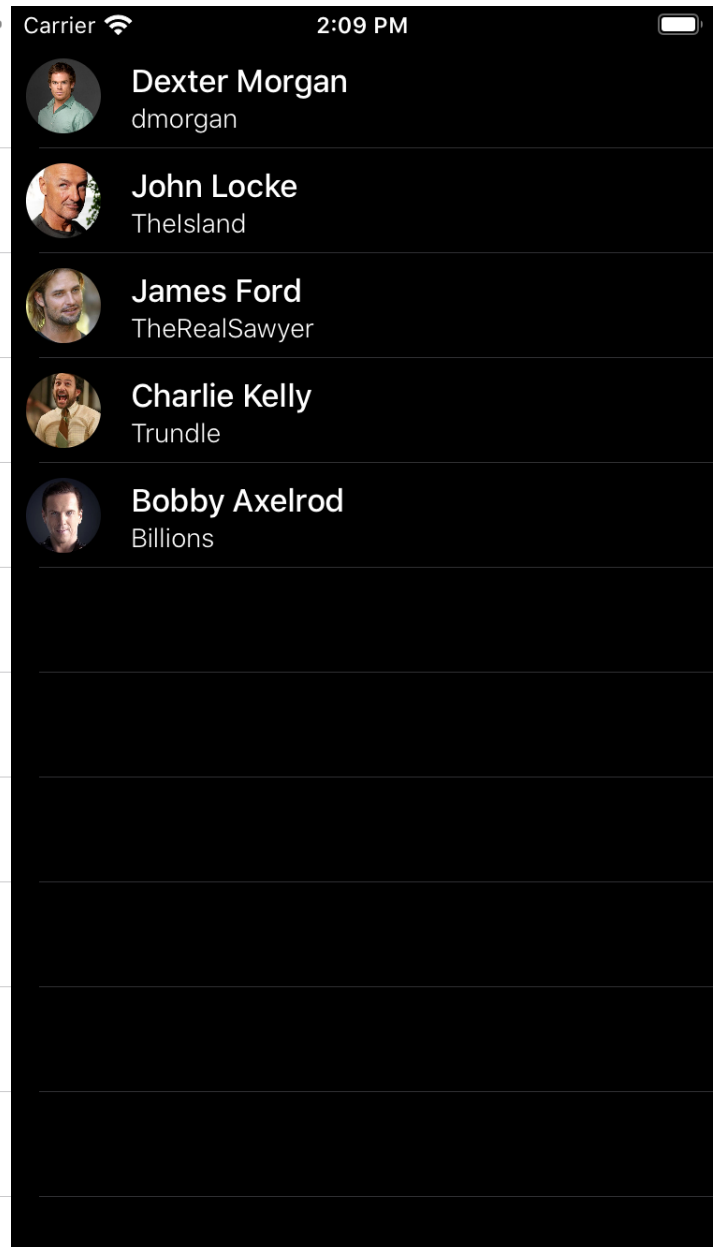 Carrier 2:09 PM
Dexter Morgan
dmorgan
John Locke
TheIsland
James Ford
TheRealSawyer
Charlie Kelly
Trundle
Bobby Axelrod
Billions